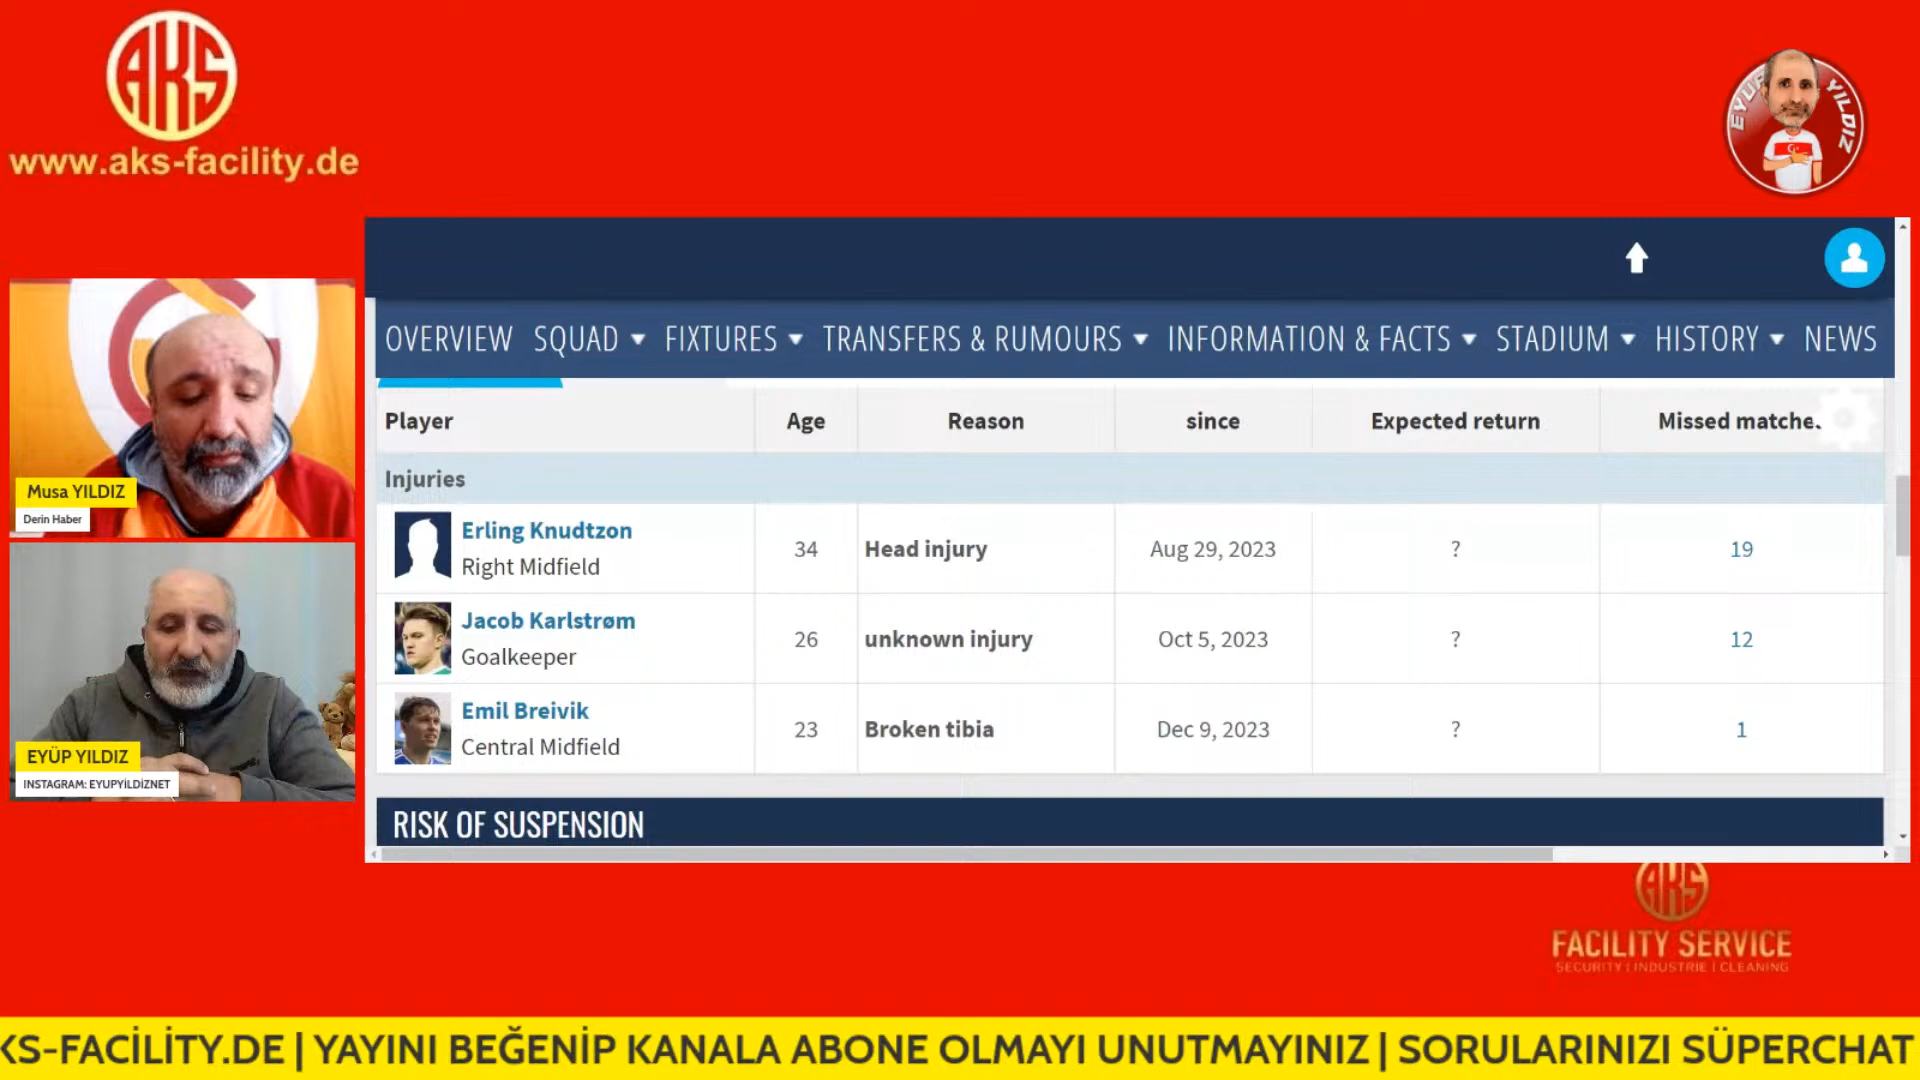 AKS
www.aks-facility.de
EYUP YILDIZ
OVERVIEW SQUAD FIXTURES TRANSFERS & RUMOURS INFORMATION & FACTS STADIUM HISTORY NEWS
Player Age Reason since Expected return Missed matche
Injuries
Erling Knudtzon
Right Midfield
34 Head injury Aug 29, 2023 ? 19
Jacob Karlstrøm
Goalkeeper
26 unknown injury Oct 5, 2023 ? 12
Emil Breivik
Central Midfield
23 Broken tibia Dec 9, 2023 ? 1
RISK OF SUSPENSION
Musa YILDIZ
Derin Haber
EYÜP YILDIZ
INSTAGRAM: EYUPYİLDİZNET
AKS
FACILITY SERVICE
SECURITY | INDUSTRIE | CLEANING
KS-FACİLİTY.DE | YAYINI BEĞENİP KANALA ABONE OLMAYI UNUTMAYINIZ | SORULARINIZI SÜPERCHAT